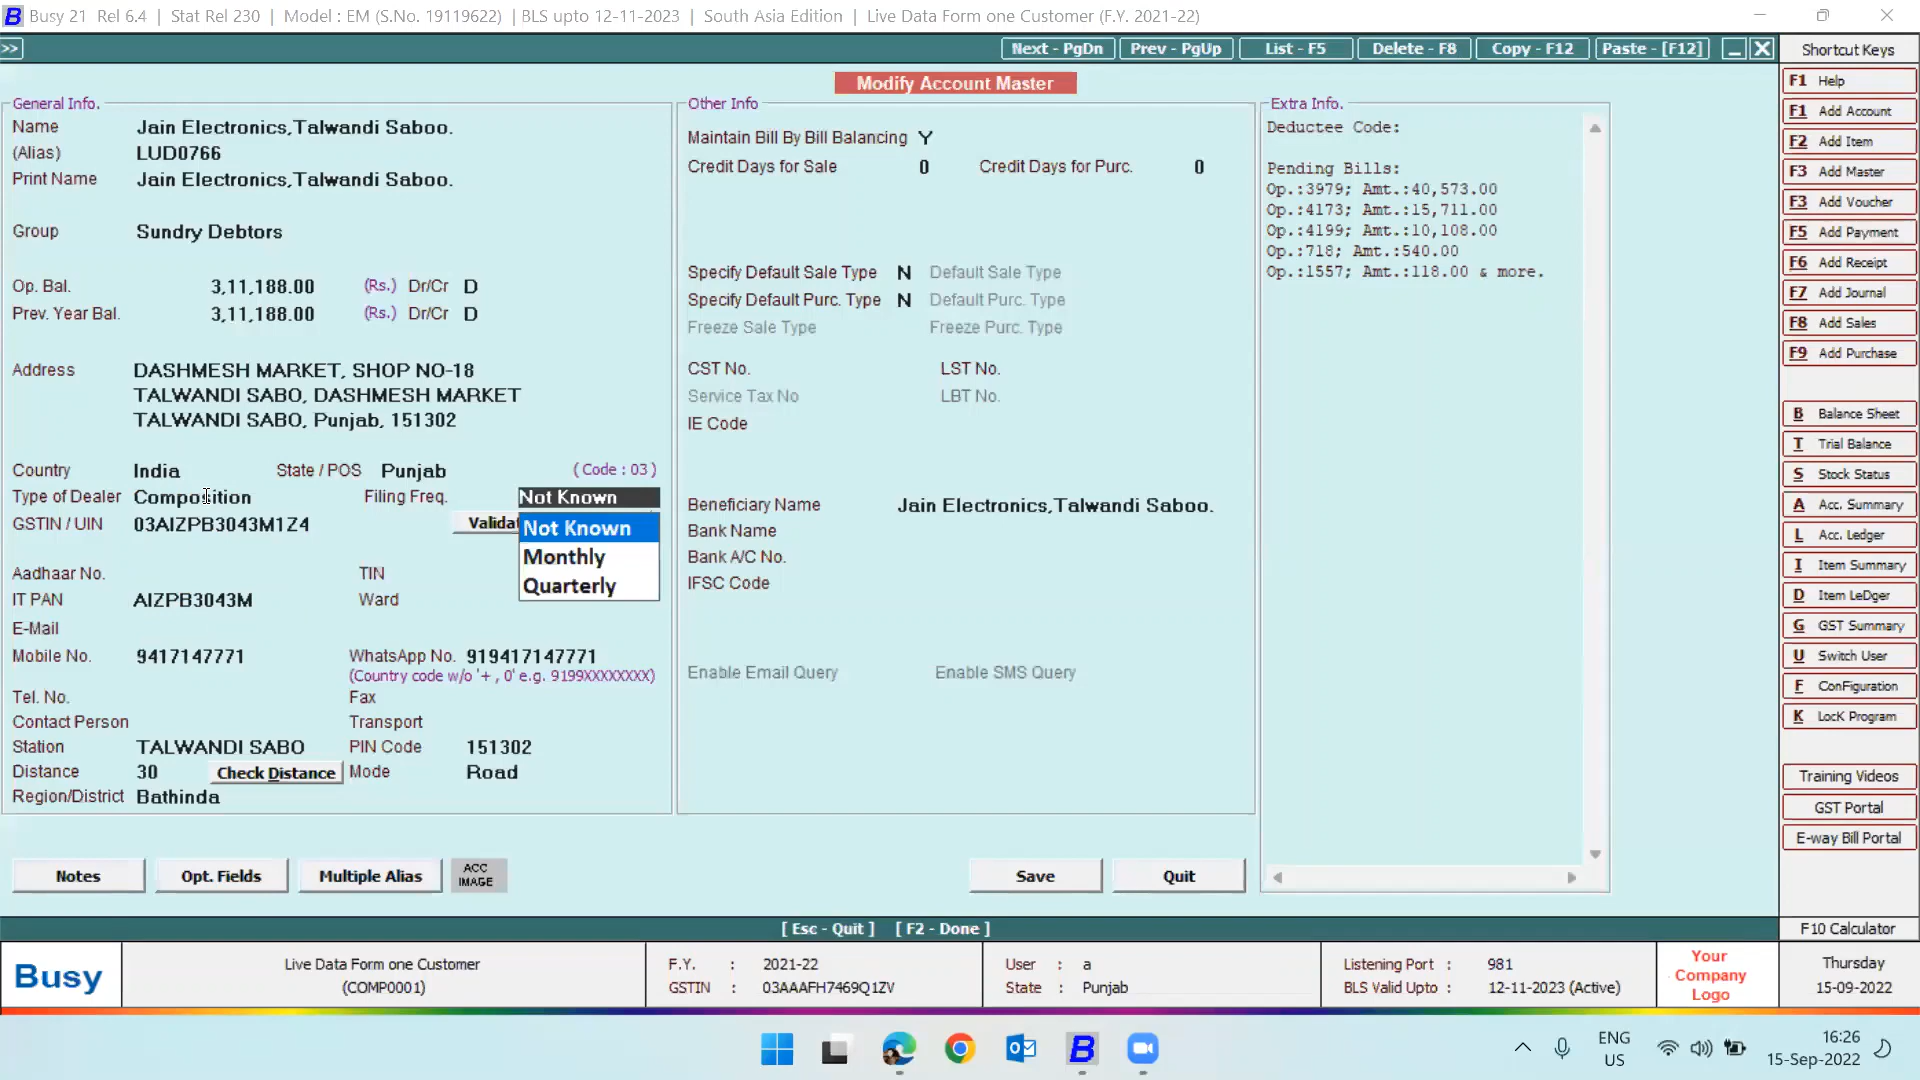 Busy 21 Rel 6.4 | Stat Rel 230 | Model : EM (S.No. 19119622) | BLS upto 12-11-2023 | South Asia Edition | Live Data Form one Customer (F.Y. 2021-22)
>> Next - PgDn Prev - PgUp List - F5 Delete - F8 Copy - F12 Paste - [F12]
Modify Account Master
General Info.
Name Jain Electronics,Talwandi Saboo.
(Alias) LUD0766
Print Name Jain Electronics,Talwandi Saboo.
Group Sundry Debtors
Op. Bal. 3,11,188.00 (Rs.) Dr/Cr D
Prev. Year Bal. 3,11,188.00 (Rs.) Dr/Cr D
Address DASHMESH MARKET, SHOP NO-18
TALWANDI SABO, DASHMESH MARKET
TALWANDI SABO, Punjab, 151302
Country India State / POS Punjab ( Code : 03 )
Type of Dealer Composition Filing Freq. Not Known
GSTIN / UIN 03AIZPB3043M1Z4 Validat
Not Known
Monthly
Quarterly
Aadhaar No. TIN
IT PAN AIZPB3043M Ward
E-Mail
Mobile No. 9417147771 WhatsApp No. 919417147771
(Country code w/o '+ , 0' e.g. 9199XXXXXXXX)
Tel. No. Fax
Contact Person Transport
Station TALWANDI SABO PIN Code 151302
Distance 30 Check Distance Mode Road
Region/District Bathinda
Notes Opt. Fields Multiple Alias ACC IMAGE
Other Info
Maintain Bill By Bill Balancing Y
Credit Days for Sale 0 Credit Days for Purc. 0
Specify Default Sale Type N Default Sale Type
Specify Default Purc. Type N Default Purc. Type
Freeze Sale Type Freeze Purc. Type
CST No. LST No.
Service Tax No LBT No.
IE Code
Beneficiary Name Jain Electronics,Talwandi Saboo.
Bank Name
Bank A/C No.
IFSC Code
Enable Email Query Enable SMS Query
Save Quit
Extra Info.
Deductee Code:
Pending Bills:
Op.:3979; Amt.:40,573.00
Op.:4173; Amt.:15,711.00
Op.:4199; Amt.:10,108.00
Op.:718; Amt.:540.00
Op.:1557; Amt.:118.00 & more.
Shortcut Keys
F1 Help
F1 Add Account
F2 Add Item
F3 Add Master
F3 Add Voucher
F5 Add Payment
F6 Add Receipt
F7 Add Journal
F8 Add Sales
F9 Add Purchase
B Balance Sheet
T Trial Balance
S Stock Status
A Acc. Summary
L Acc. Ledger
I Item Summary
D Item LeDger
G GST Summary
U Switch User
F ConFiguration
K LocK Program
Training Videos
GST Portal
E-way Bill Portal
F10 Calculator
[ Esc - Quit ] [ F2 - Done ]
Busy
Live Data Form one Customer
(COMP0001)
F.Y. : 2021-22
GSTIN : 03AAAFH7469Q1ZV
User : a
State : Punjab
Listening Port : 981
BLS Valid Upto : 12-11-2023 (Active)
Your
Company
Logo
Thursday
15-09-2022
ENG
US
16:26
15-Sep-2022